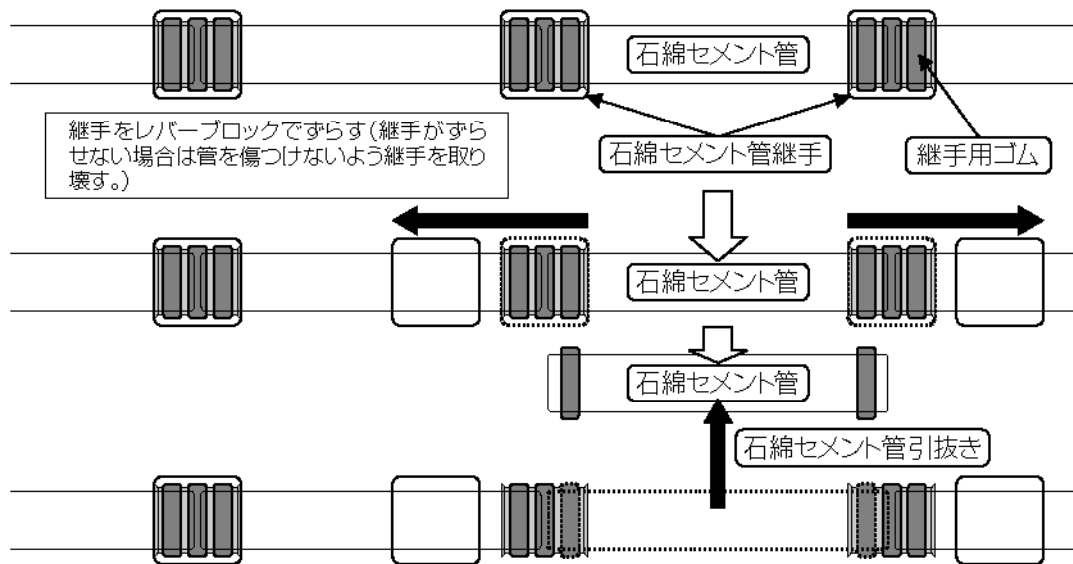 石綿セメント管
継手をレバーブロックでずらす(継手がずら
せない場合は管を傷つけないよう継手を取り
壊す。)
石綿セメント管継手
継手用ゴム
石綿セメント管
石綿セメント管
石綿セメント管引抜き